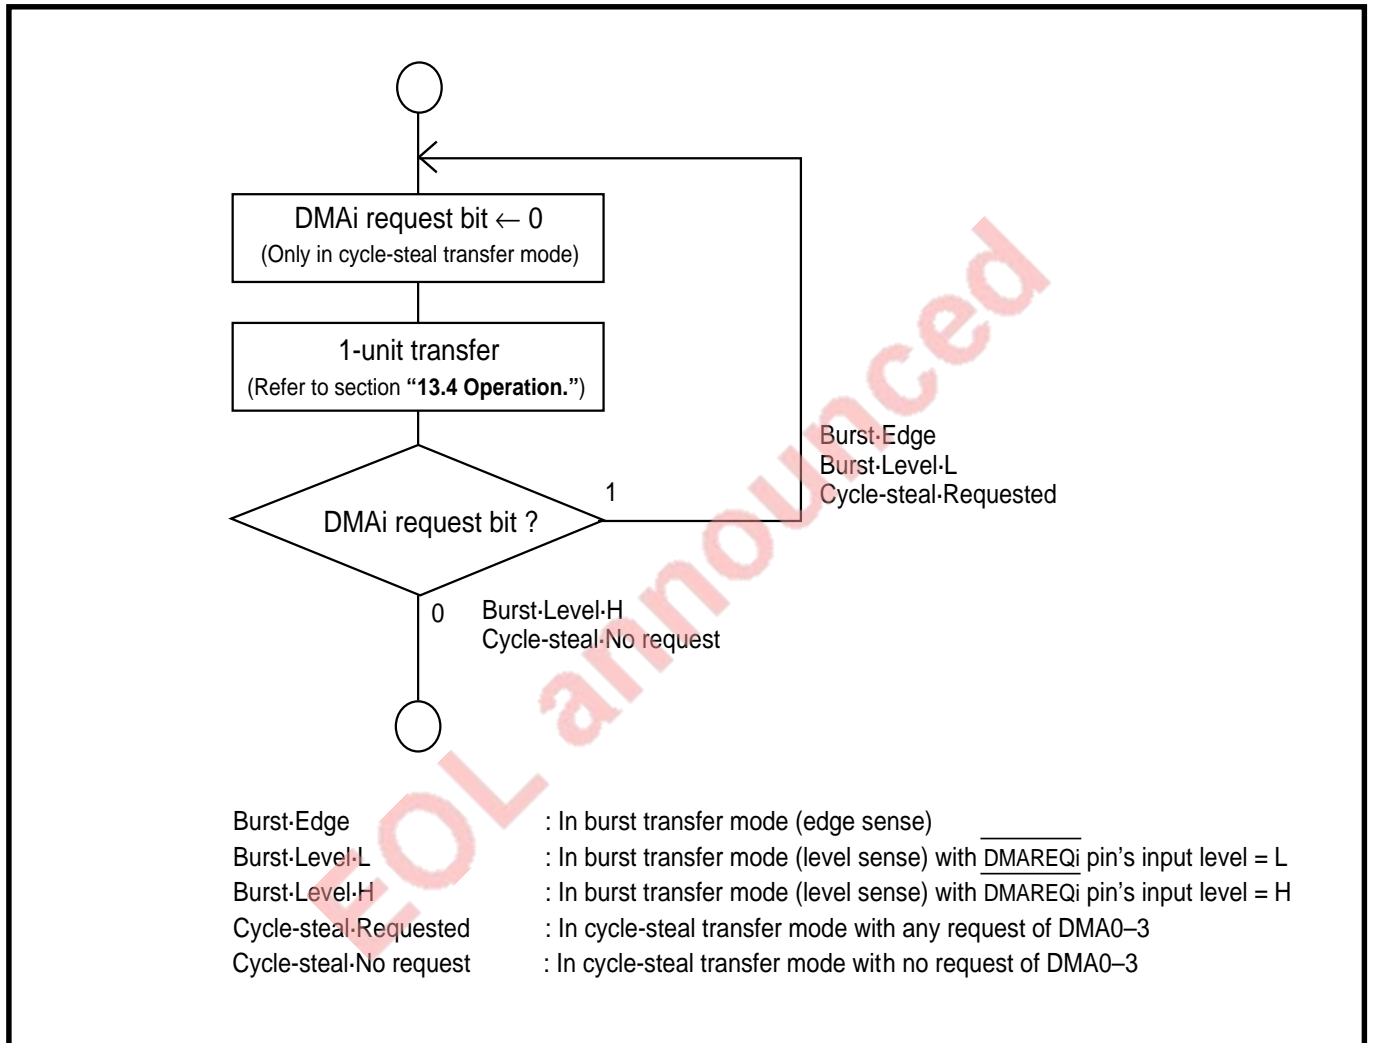 DMAi request bit ← 0
(Only in cycle-steal transfer mode)
1-unit transfer
(Refer to section “13.4 Operation.”)
DMAi request bit ?
1
Burst·Edge
Burst·Level·L
Cycle-steal·Requested
0
Burst·Level·H
Cycle-steal·No request
Burst·Edge : In burst transfer mode (edge sense)
Burst·Level·L : In burst transfer mode (level sense) with DMAREQi pin’s input level = L
Burst·Level·H : In burst transfer mode (level sense) with DMAREQi pin’s input level = H
Cycle-steal·Requested : In cycle-steal transfer mode with any request of DMA0–3
Cycle-steal·No request : In cycle-steal transfer mode with no request of DMA0–3
EOL announced